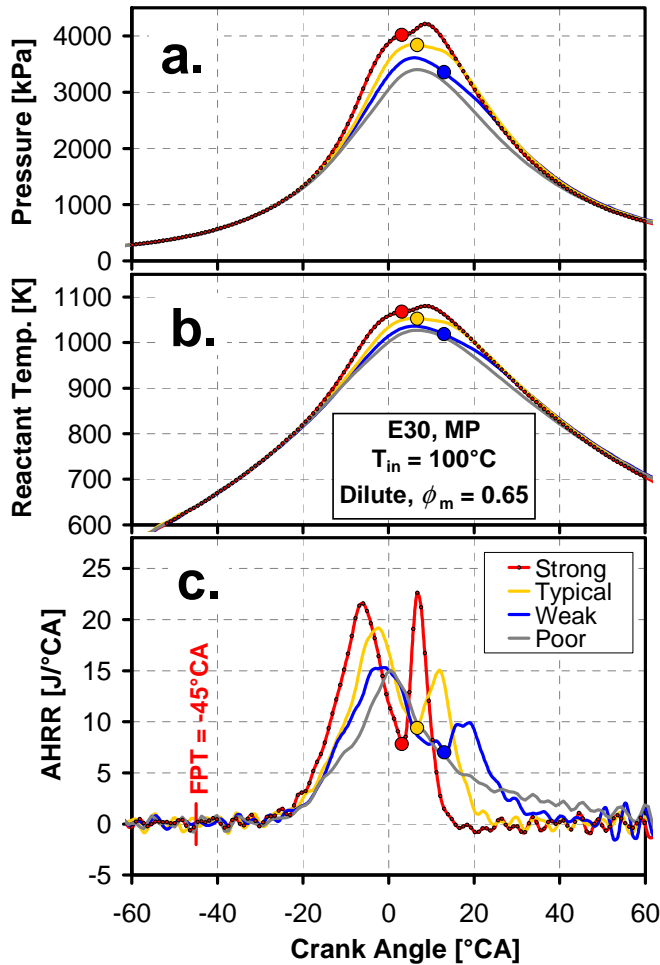 a.
Pressure [kPa]
4000
3000
2000
1000
0
b.
Reactant Temp. [K]
1100
1000
900
800
700
600
E30, MP
T_in = 100°C
Dilute, ϕ_m = 0.65
c.
AHRR [J/°CA]
25
20
15
10
5
0
-5
FPT = -45°CA
Strong
Typical
Weak
Poor
-60 -40 -20 0 20 40 60
Crank Angle [°CA]